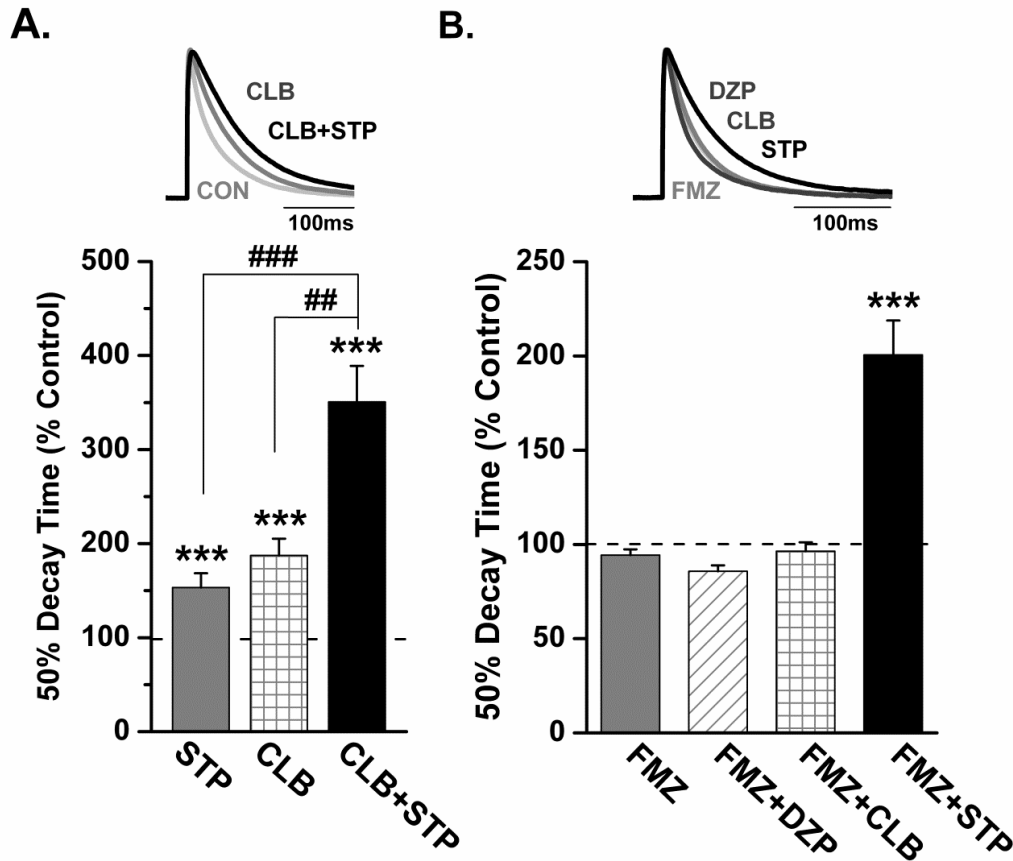 A.
CLB
CLB+STP
CON
100ms
50% Decay Time (% Control)
500
400
300
200
100
0
###
##
***
***
***
STP
CLB
CLB+STP
B.
DZP
CLB
STP
FMZ
100ms
50% Decay Time (% Control)
250
200
150
100
50
0
***
FMZ
FMZ+DZP
FMZ+CLB
FMZ+STP